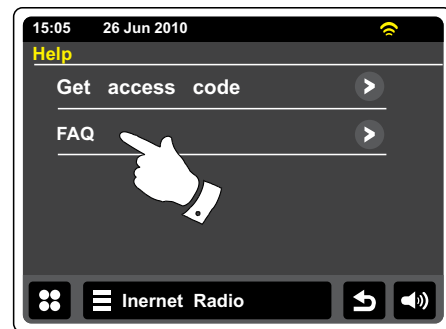 15:05 26 Jun 2010
Help
Get access code
FAQ
Inernet Radio